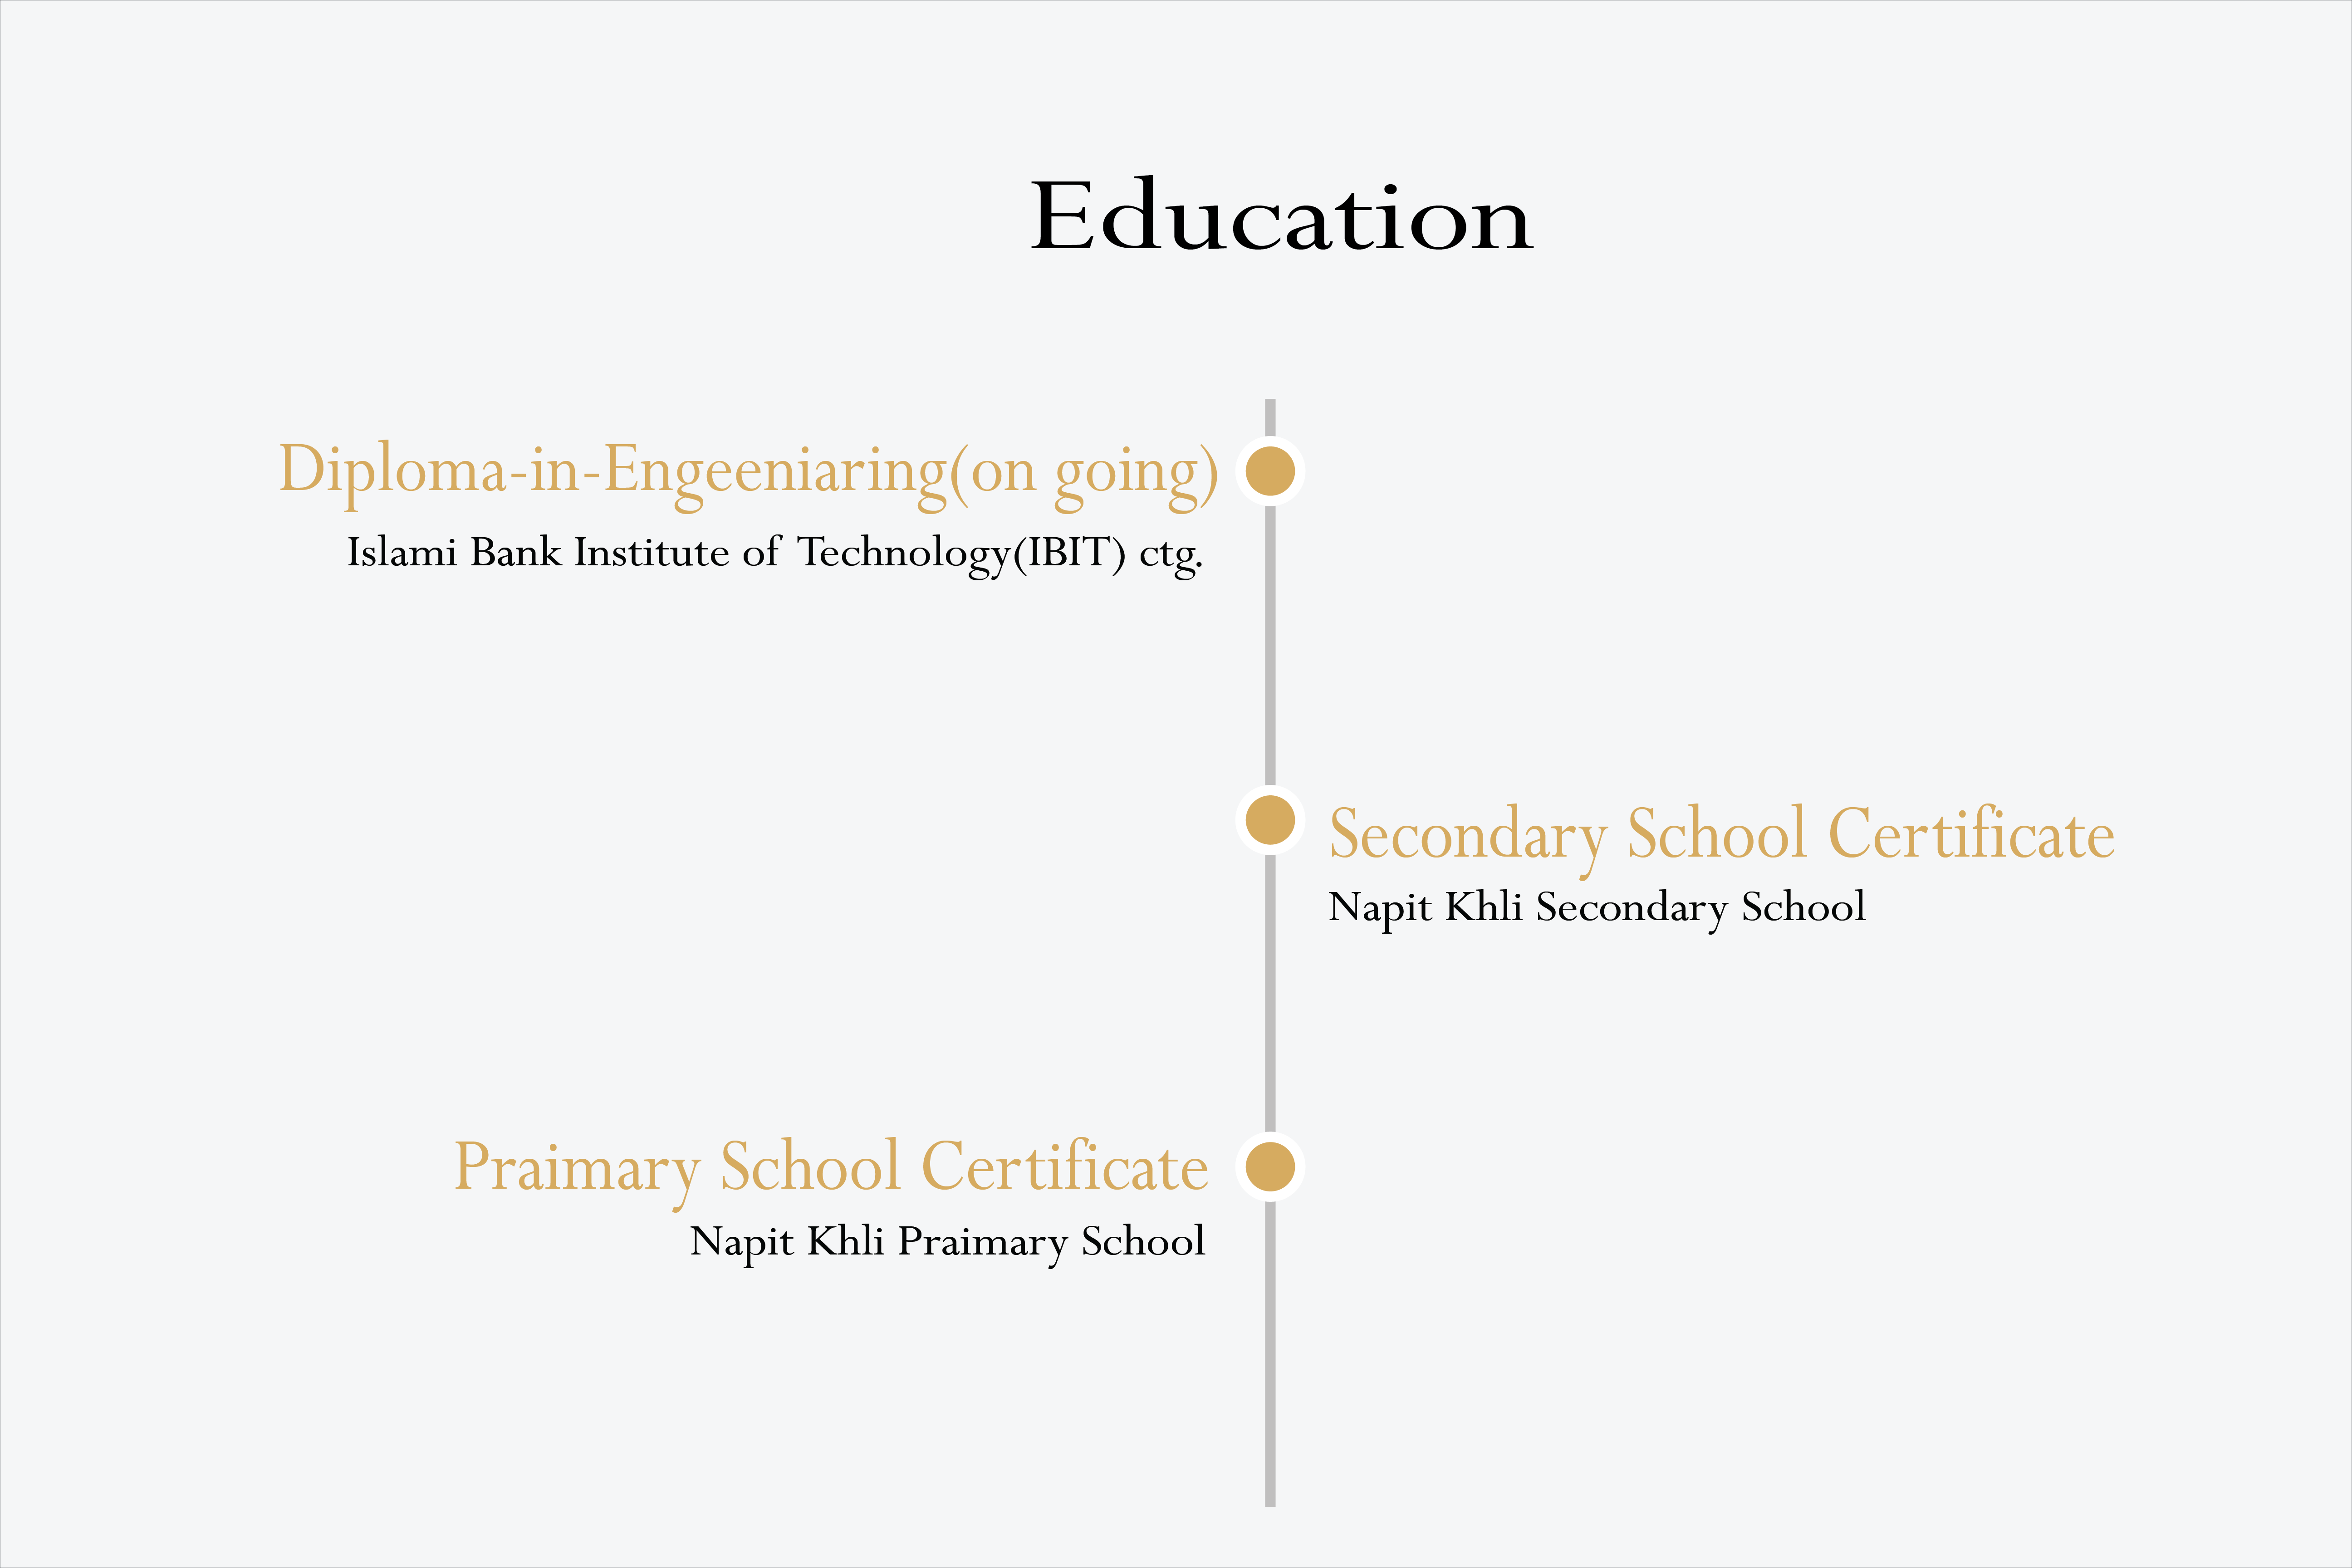 Education
Diploma-in-Engeeniaring(on going)
Islami Bank Institute of Technology(IBIT) ctg.
Secondary School Certificate
Napit Khli Secondary School
Praimary School Certificate
Napit Khli Praimary School